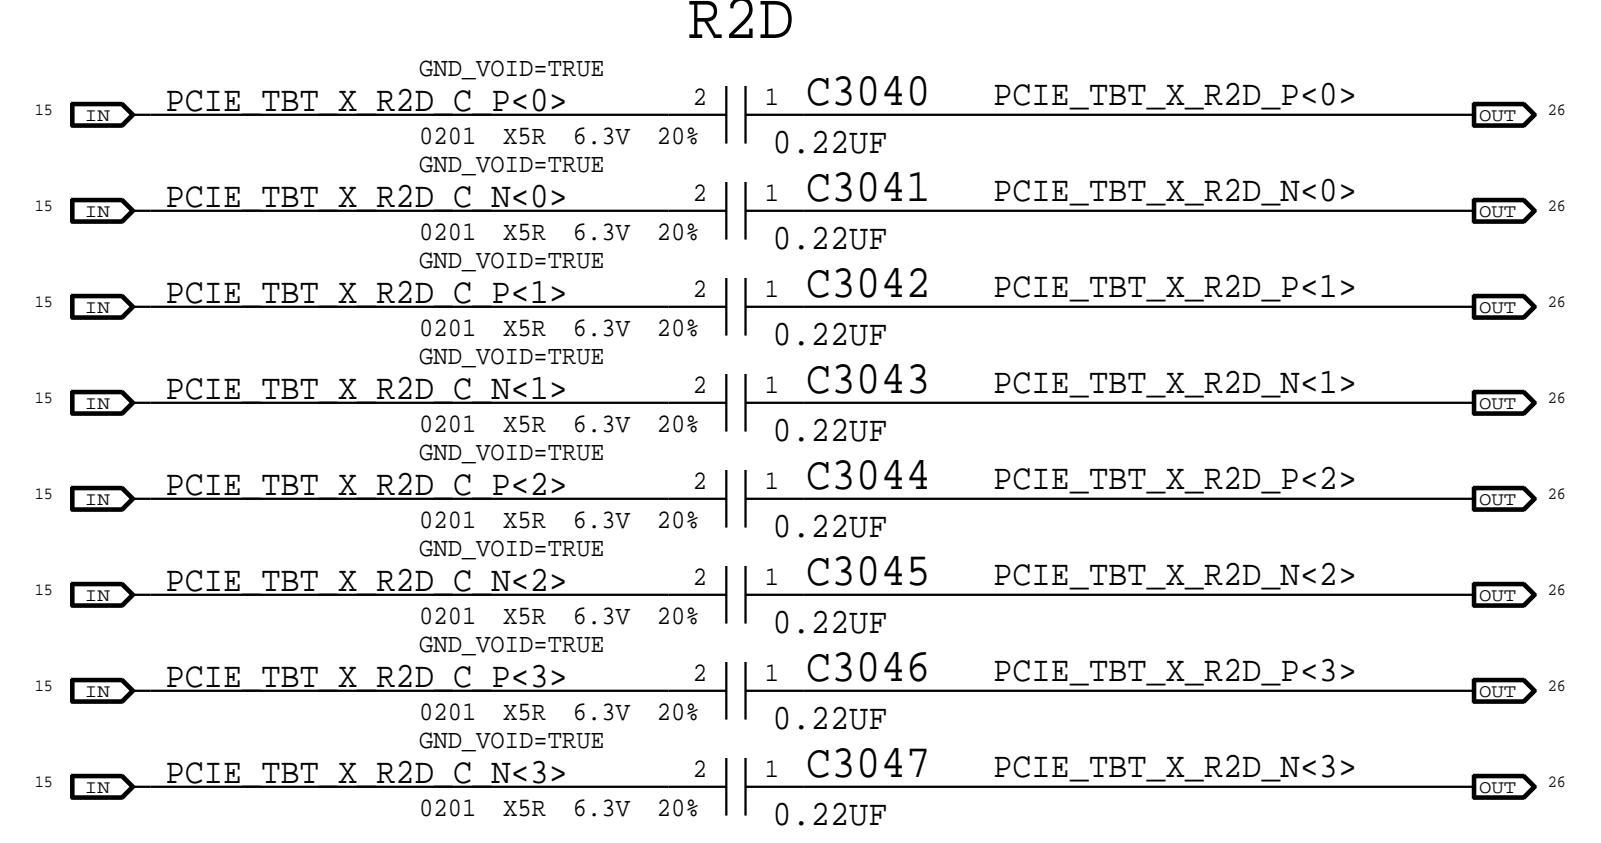 R2D
GND_VOID=TRUE
15 IN PCIE_TBT_X_R2D_C_P<0> 2 1 C3040 PCIE_TBT_X_R2D_P<0> OUT 26
0201 X5R 6.3V 20% 0.22UF
GND_VOID=TRUE
15 IN PCIE_TBT_X_R2D_C_N<0> 2 1 C3041 PCIE_TBT_X_R2D_N<0> OUT 26
0201 X5R 6.3V 20% 0.22UF
GND_VOID=TRUE
15 IN PCIE_TBT_X_R2D_C_P<1> 2 1 C3042 PCIE_TBT_X_R2D_P<1> OUT 26
0201 X5R 6.3V 20% 0.22UF
GND_VOID=TRUE
15 IN PCIE_TBT_X_R2D_C_N<1> 2 1 C3043 PCIE_TBT_X_R2D_N<1> OUT 26
0201 X5R 6.3V 20% 0.22UF
GND_VOID=TRUE
15 IN PCIE_TBT_X_R2D_C_P<2> 2 1 C3044 PCIE_TBT_X_R2D_P<2> OUT 26
0201 X5R 6.3V 20% 0.22UF
GND_VOID=TRUE
15 IN PCIE_TBT_X_R2D_C_N<2> 2 1 C3045 PCIE_TBT_X_R2D_N<2> OUT 26
0201 X5R 6.3V 20% 0.22UF
GND_VOID=TRUE
15 IN PCIE_TBT_X_R2D_C_P<3> 2 1 C3046 PCIE_TBT_X_R2D_P<3> OUT 26
0201 X5R 6.3V 20% 0.22UF
GND_VOID=TRUE
15 IN PCIE_TBT_X_R2D_C_N<3> 2 1 C3047 PCIE_TBT_X_R2D_N<3> OUT 26
0201 X5R 6.3V 20% 0.22UF